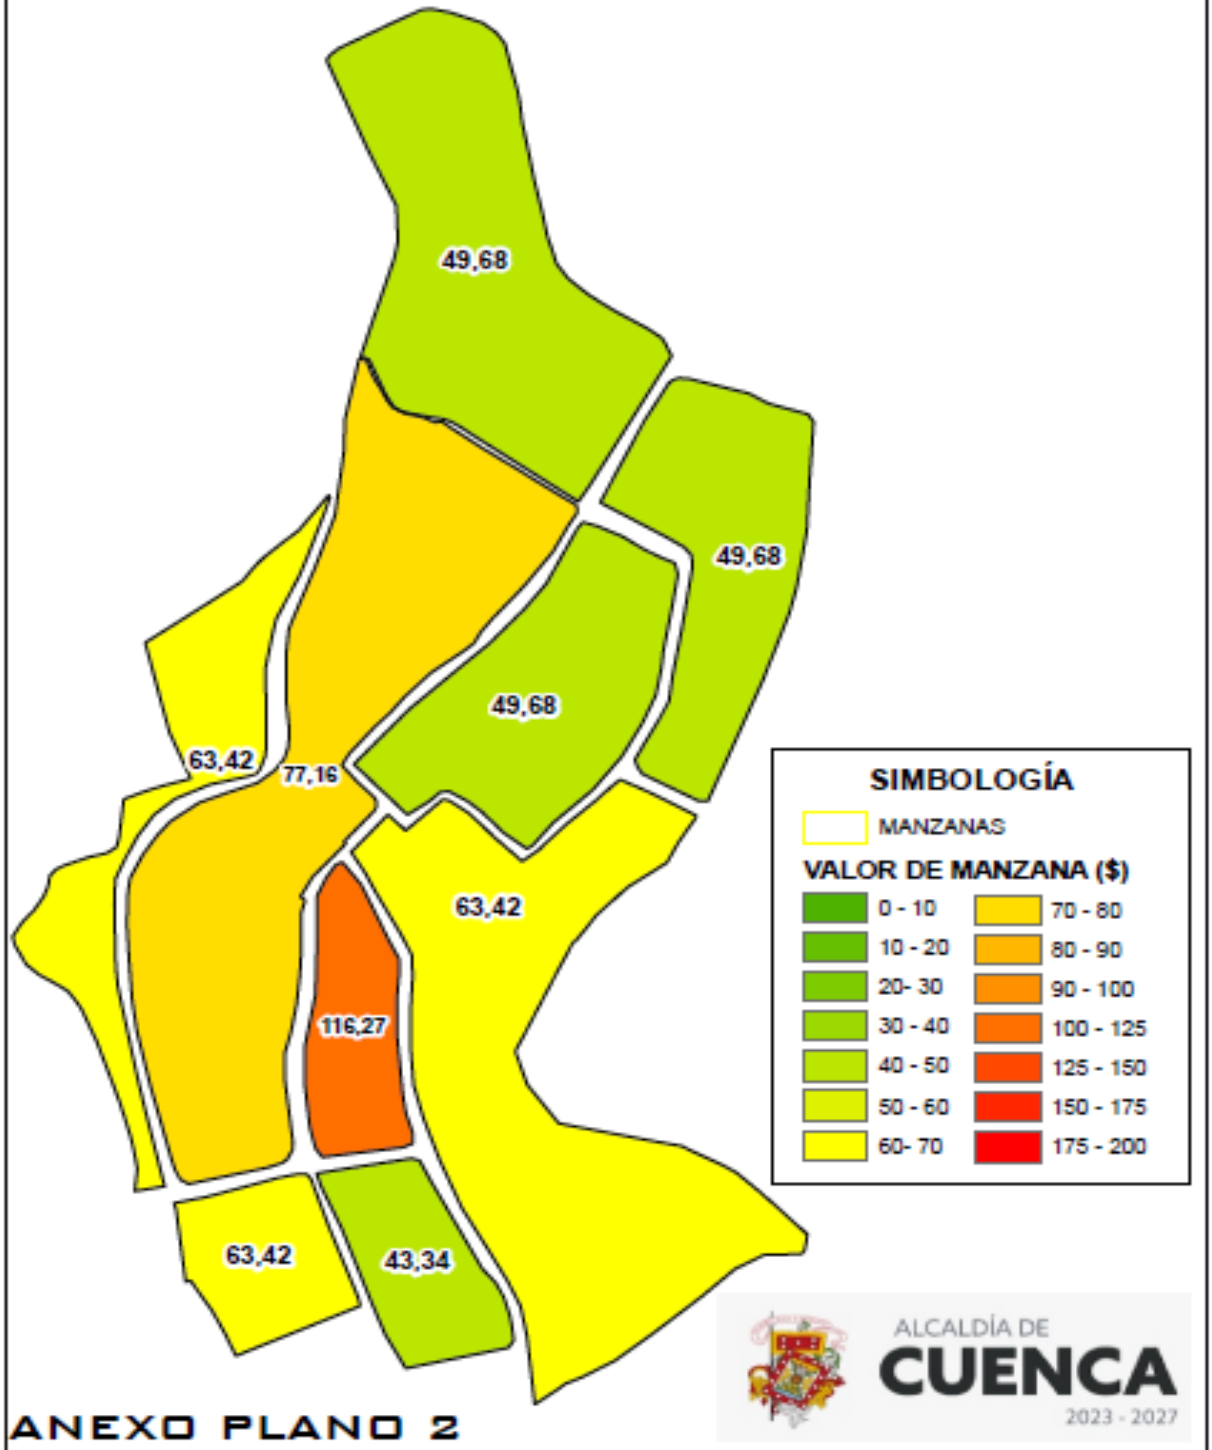 49,68
49,68
49,68
63,42
77,16
63,42
116,27
63,42
43,34
SIMBOLOGÍA
MANZANAS
VALOR DE MANZANA ($)
0 - 10
10 - 20
20- 30
30 - 40
40 - 50
50 - 60
60- 70
70 - 80
80 - 90
90 - 100
100 - 125
125 - 150
150 - 175
175 - 200
ALCALDÍA DE
CUENCA
2023 - 2027
ANEXO PLANO 2